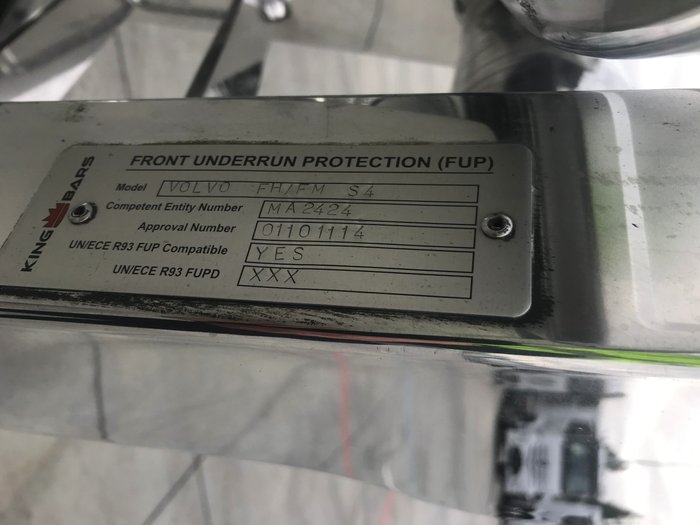 KING BARS
FRONT UNDERRUN PROTECTION (FUP)
Model VOLVO FH/FM S4
Competent Entity Number MA2424
Approval Number 01101114
UN/ECE R93 FUP Compatible YES
UN/ECE R93 FUPD XXX